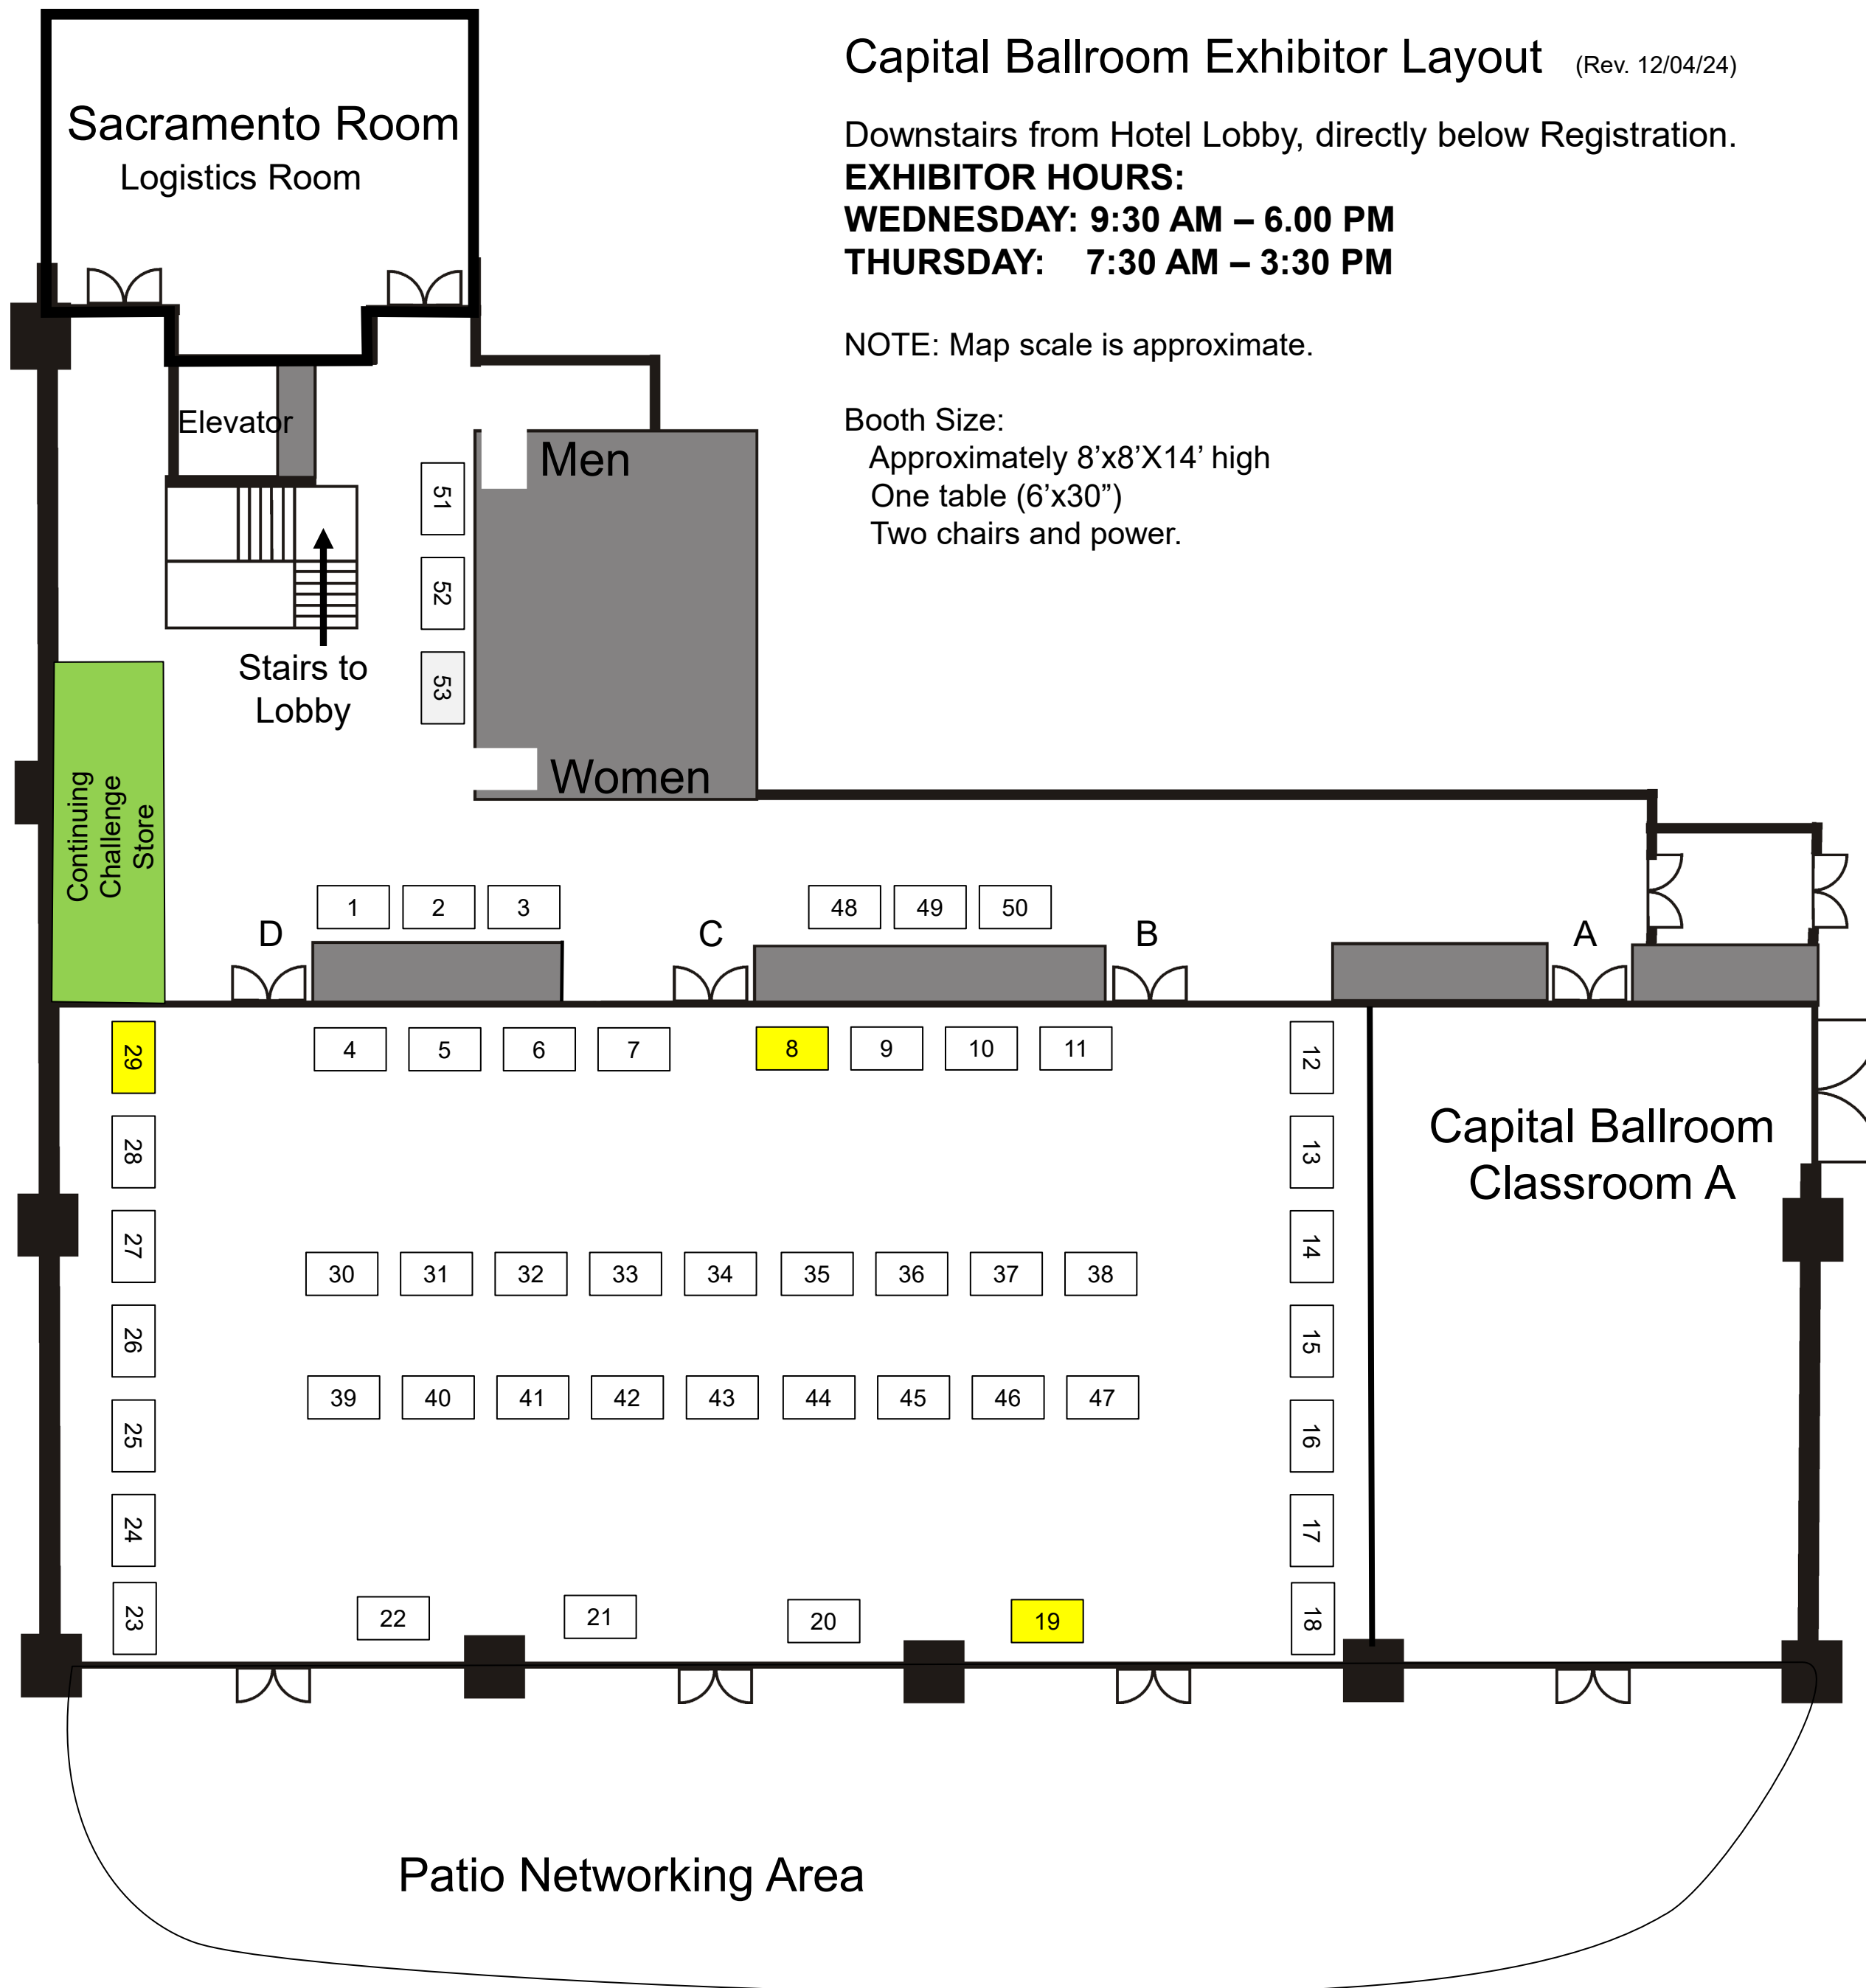 Capital Ballroom Exhibitor Layout (Rev. 12/04/24)
Downstairs from Hotel Lobby, directly below Registration.
EXHIBITOR HOURS:
WEDNESDAY: 9:30 AM – 6.00 PM
THURSDAY: 7:30 AM – 3:30 PM
NOTE: Map scale is approximate.
Booth Size:
Approximately 8’x8’X14’ high
One table (6’x30”)
Two chairs and power.
Sacramento Room
Logistics Room
Elevator
Men
51
52
53
Stairs to
Lobby
Women
Continuing
Challenge
Store
1 2 3 48 49 50
D C B A
4 5 6 7 8 9 10 11
29
28
27
26
25
24
23
12
13
14
15
16
17
18
Capital Ballroom
Classroom A
30 31 32 33 34 35 36 37 38
39 40 41 42 43 44 45 46 47
22 21 20 19
Patio Networking Area